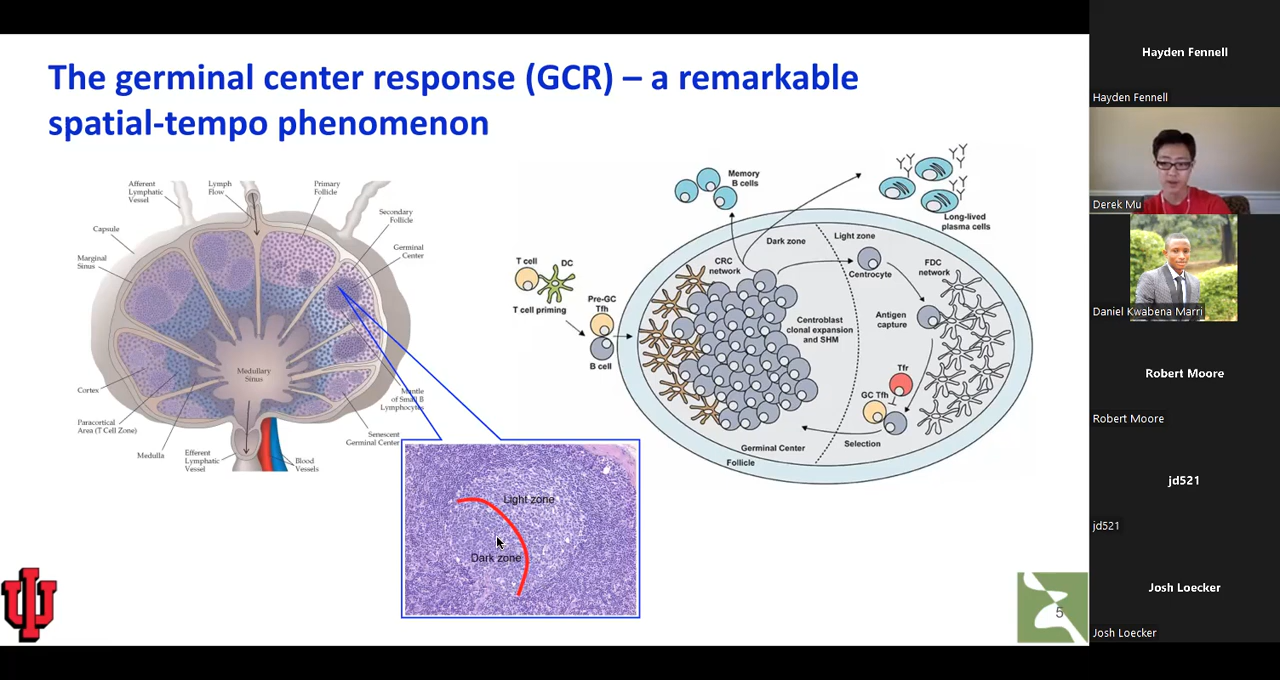 The germinal center response (GCR) – a remarkable
spatial-tempo phenomenon
Afferent
Lymphatic
Vessel
Lymph
Flow
Primary
Follicle
Secondary
Follicle
Germinal
Center
Capsule
Marginal
Sinus
Medullary
Sinus
Cortex
Paracortical
Area (T Cell Zone)
Medulla
Efferent
Lymphatic
Vessel
Blood
Vessels
Mantle
of Small B
Lymphocytes
Senescent
Germinal Center
Light zone
Dark zone
Memory
B cells
Long-lived
plasma cells
T cell
DC
T cell priming
Pre-GC
Tfh
B cell
Dark zone
Light zone
CRC
network
Centrocyte
FDC
network
Centroblast
clonal expansion
and SHM
Antigen
capture
Tfr
GC Tfh
Selection
Germinal Center
Follicle
5
Hayden Fennell
Hayden Fennell
Derek Mu
Daniel Kwabena Marri
Robert Moore
Robert Moore
jd521
jd521
Josh Loecker
Josh Loecker